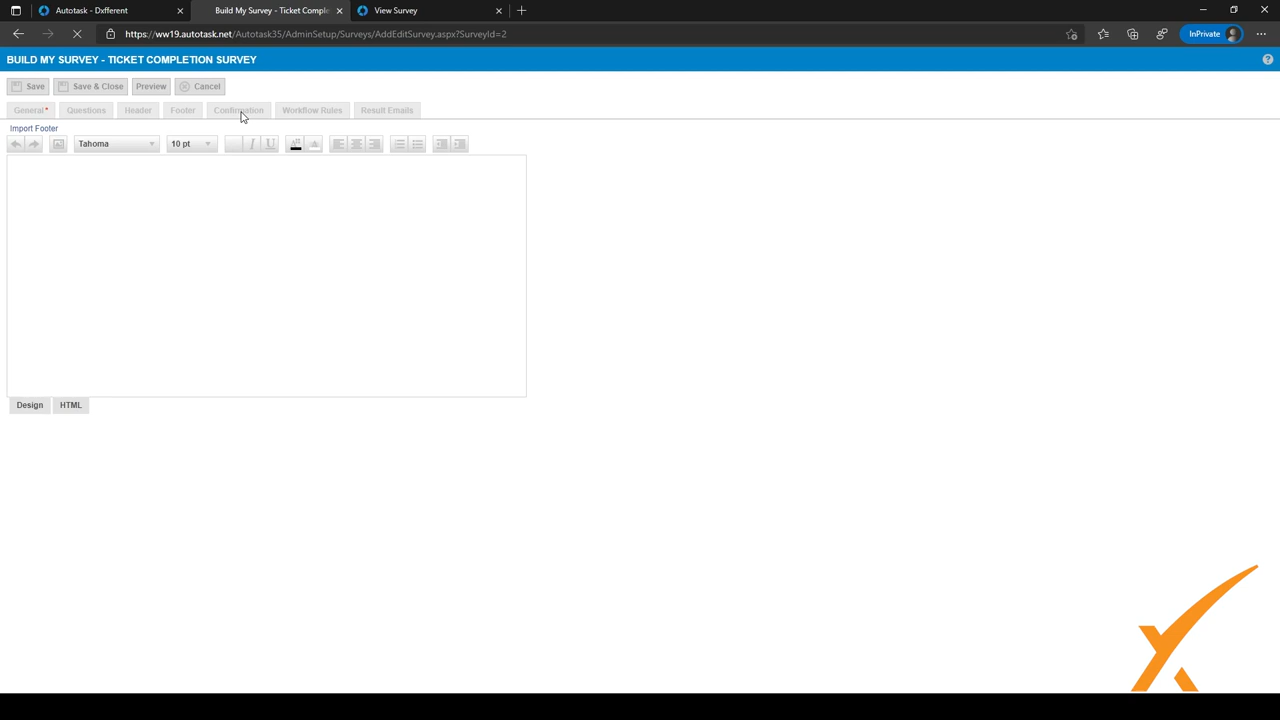 Autotask - Dxfferent
Build My Survey - Ticket Comple
View Survey
https://ww19.autotask.net/Autotask35/AdminSetup/Surveys/AddEditSurvey.aspx?SurveyId=2
InPrivate
BUILD MY SURVEY - TICKET COMPLETION SURVEY
Save
Save & Close
Preview
Cancel
General*
Questions
Header
Footer
Confirmation
Workflow Rules
Result Emails
Import Footer
Tahoma
10 pt
I
U
Design
HTML